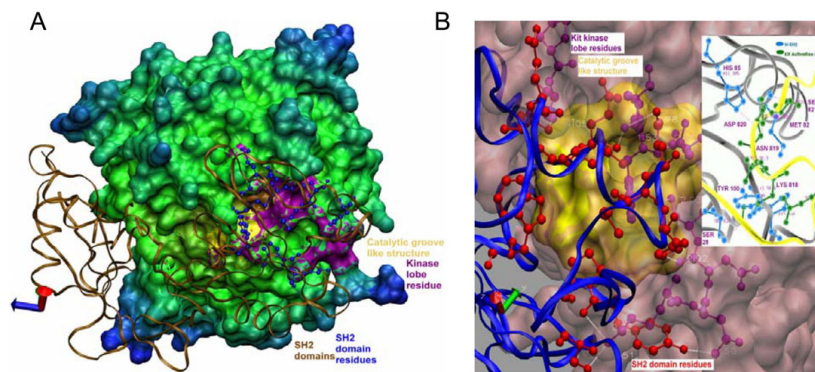 A
Catalytic groove
like structure
Kinase
lobe
residue
SH2
domains
SH2
domain
residues
B
Kit kinase
lobe residues
Catalytic groove
like structure
SH2 domain residues
HIS 85
ASP 820
MET 82
ASN 819
LYS 818
TYR 100
SER
28